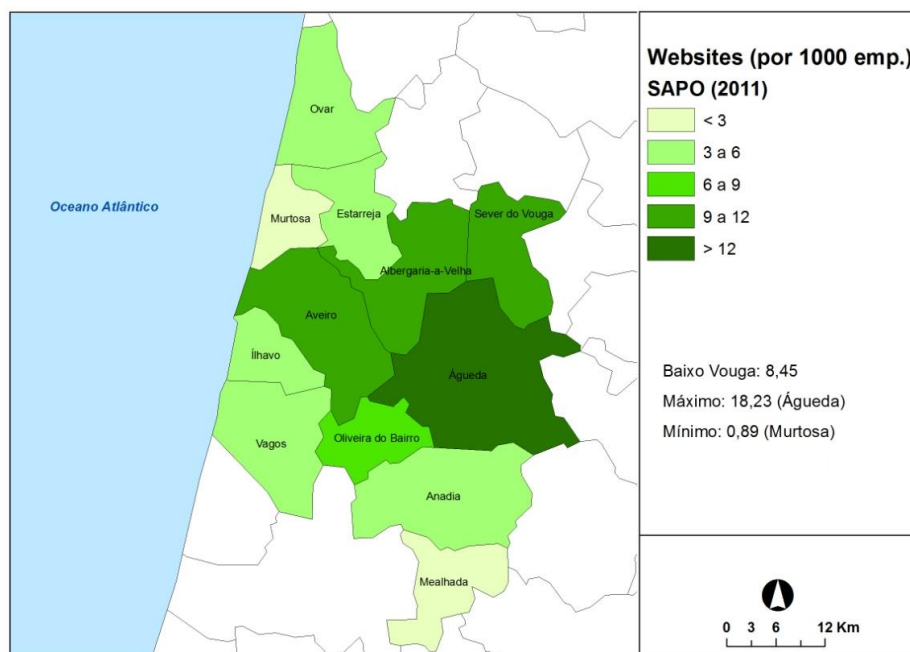 Websites (por 1000 emp.)
SAPO (2011)
< 3
3 a 6
6 a 9
9 a 12
> 12
Ovar
Oceano Atlântico
Murtosa
Estarreja
Sever do Vouga
Albergaria-a-Velha
Aveiro
Ílhavo
Águeda
Vagos
Oliveira do Bairro
Anadia
Mealhada
Baixo Vouga: 8,45
Máximo: 18,23 (Águeda)
Mínimo: 0,89 (Murtosa)
0 3 6 12 Km